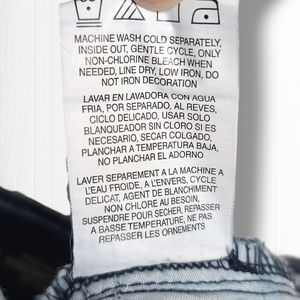 MACHINE WASH COLD SEPARATELY,
INSIDE OUT, GENTLE CYCLE, ONLY
NON-CHLORINE BLEACH WHEN
NEEDED, LINE DRY, LOW IRON, DO
NOT IRON DECORATION
LAVAR EN LAVADORA CON AGUA
FRIA, POR SEPARADO, AL REVES,
CICLO DELICADO, USAR SOLO
BLANQUEADOR SIN CLORO SI ES
NECESARIO, SECAR COLGADO,
PLANCHAR A TEMPERATURA BAJA,
NO PLANCHAR EL ADORNO
LAVER SEPAREMENT A LA MACHINE A
L'EAU FROIDE, A L'ENVERS, CYCLE
DELICAT, AGENT DE BLANCHIMENT
NON CHLORE AU BESOIN,
SUSPENDRE POUR SECHER, REPASSER
A BASSE TEMPERATURE, NE PAS
REPASSER LES ORNEMENTS